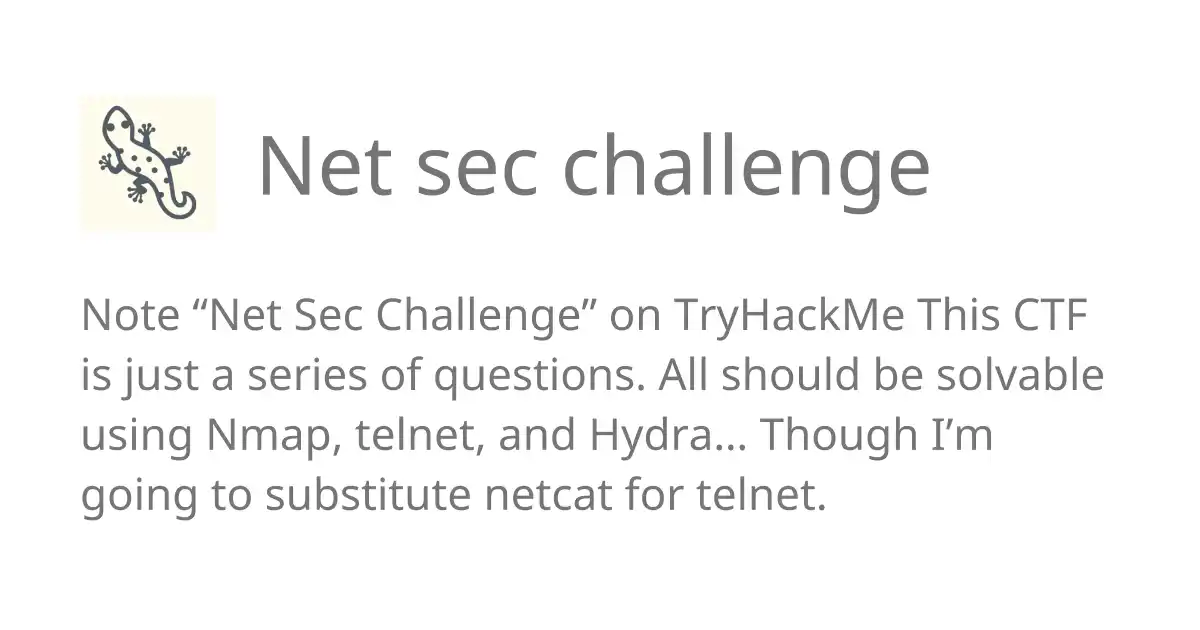 Net sec challenge
Note “Net Sec Challenge” on TryHackMe This CTF
is just a series of questions. All should be solvable
using Nmap, telnet, and Hydra… Though I’m
going to substitute netcat for telnet.